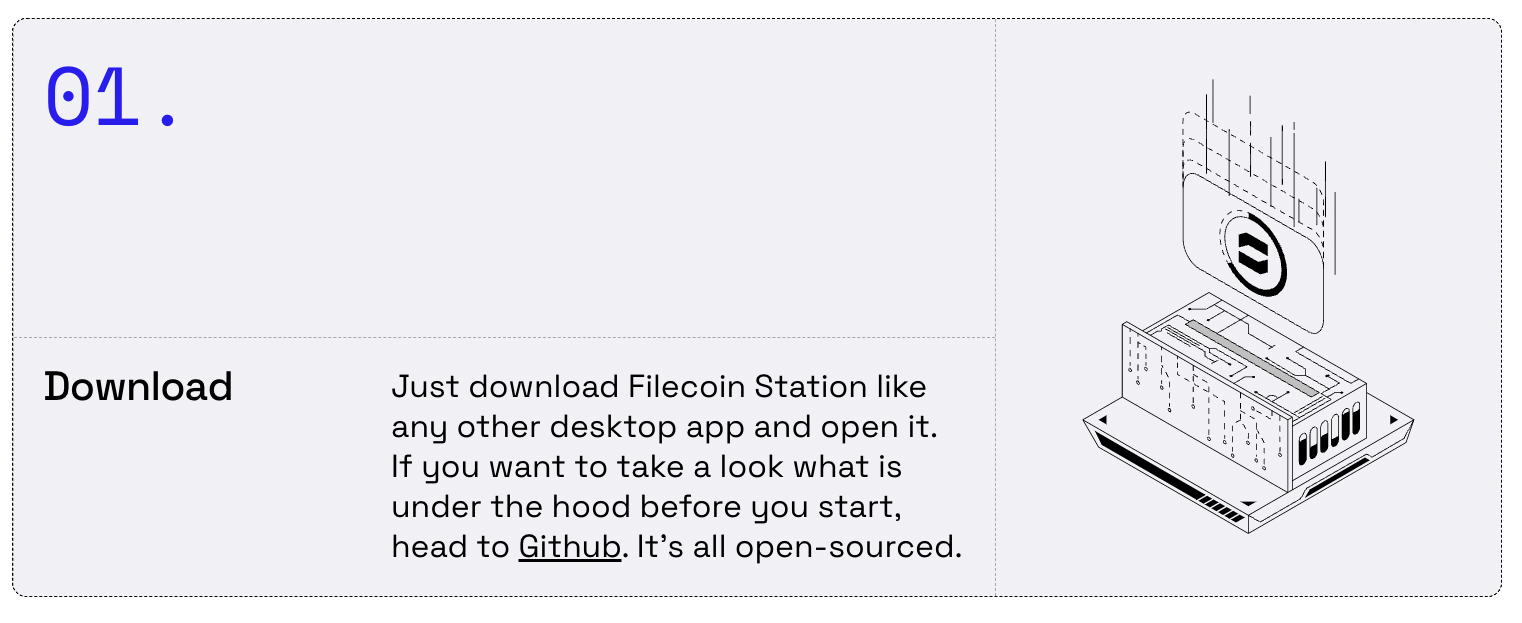 01.
Download
Just download Filecoin Station like
any other desktop app and open it.
If you want to take a look what is
under the hood before you start,
head to Github. It’s all open-sourced.